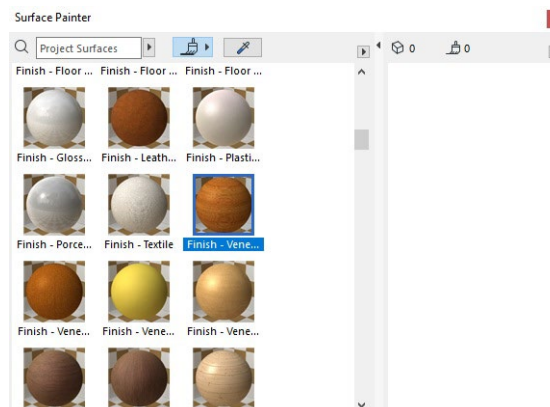 Surface Painter
Project Surfaces
0
0
Finish - Floor ... Finish - Floor ... Finish - Floor ...
Finish - Gloss... Finish - Leath... Finish - Plasti...
Finish - Porce... Finish - Textile Finish - Vene...
Finish - Vene... Finish - Vene... Finish - Vene...